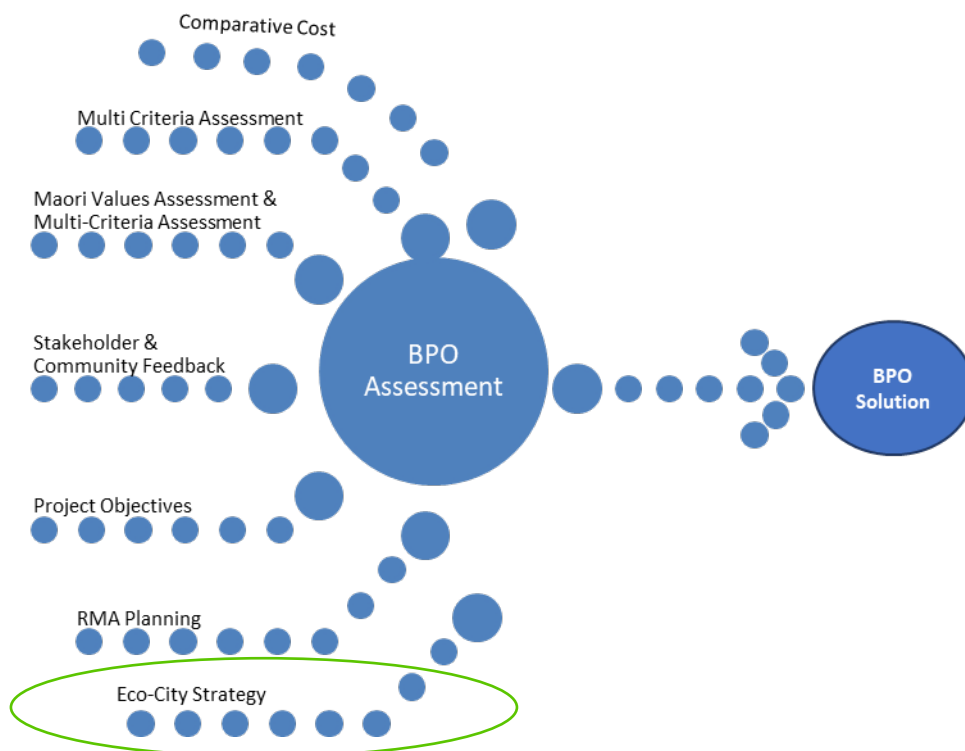 Comparative Cost
Multi Criteria Assessment
Maori Values Assessment &
Multi-Criteria Assessment
Stakeholder &
Community Feedback
BPO
Assessment
BPO
Solution
Project Objectives
RMA Planning
Eco-City Strategy